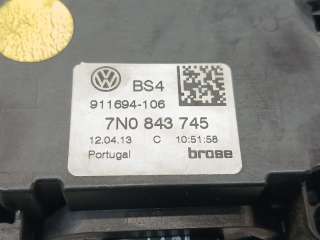 BS4
911694-106
7N0 843 745
12.04.13 C 10:51:58
Portugal brose